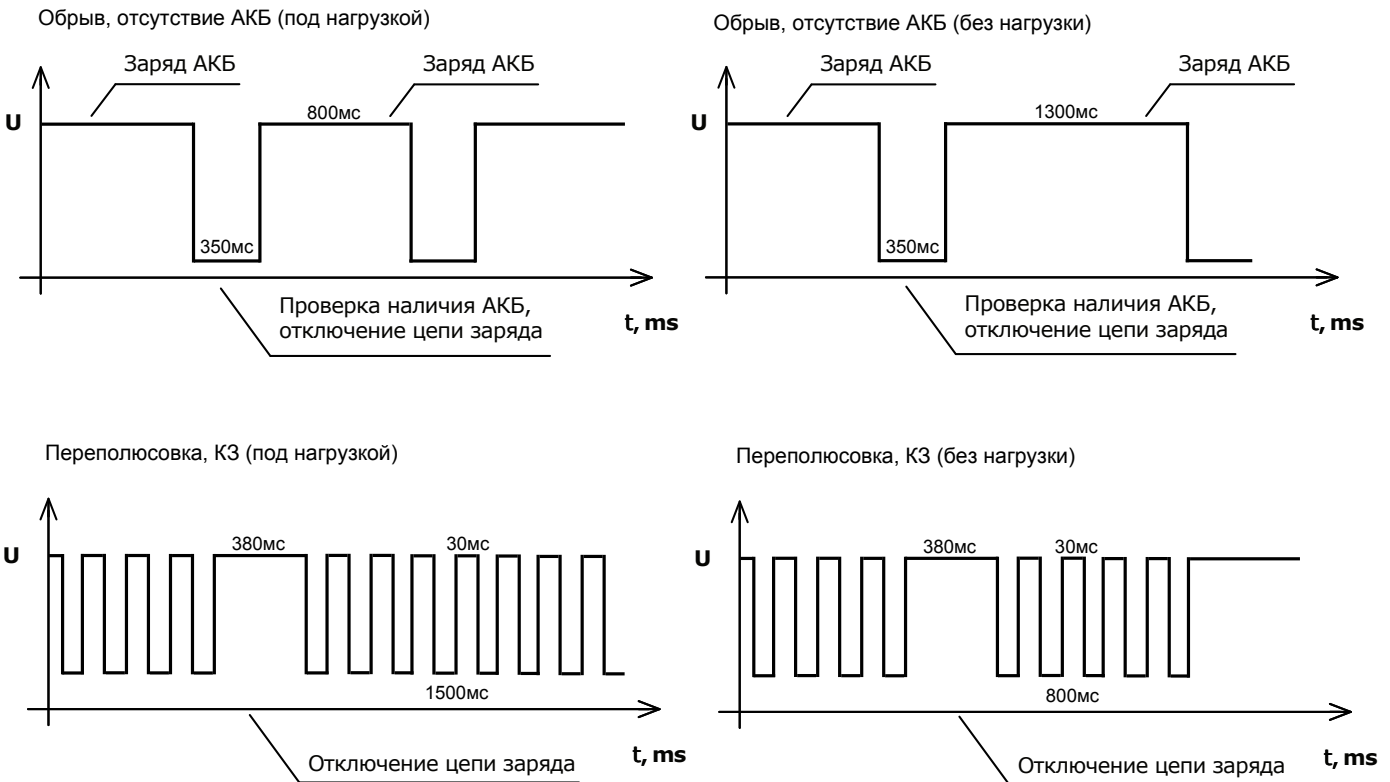 Обрыв, отсутствие АКБ (под нагрузкой)
Заряд АКБ
Заряд АКБ
U
800мс
350мс
Проверка наличия АКБ,
отключение цепи заряда
t, ms
Обрыв, отсутствие АКБ (без нагрузки)
Заряд АКБ
Заряд АКБ
U
1300мс
350мс
Проверка наличия АКБ,
отключение цепи заряда
t, ms
Переполюсовка, КЗ (под нагрузкой)
U
380мс
30мс
1500мс
Отключение цепи заряда
t, ms
Переполюсовка, КЗ (без нагрузки)
U
380мс
30мс
800мс
Отключение цепи заряда
t, ms